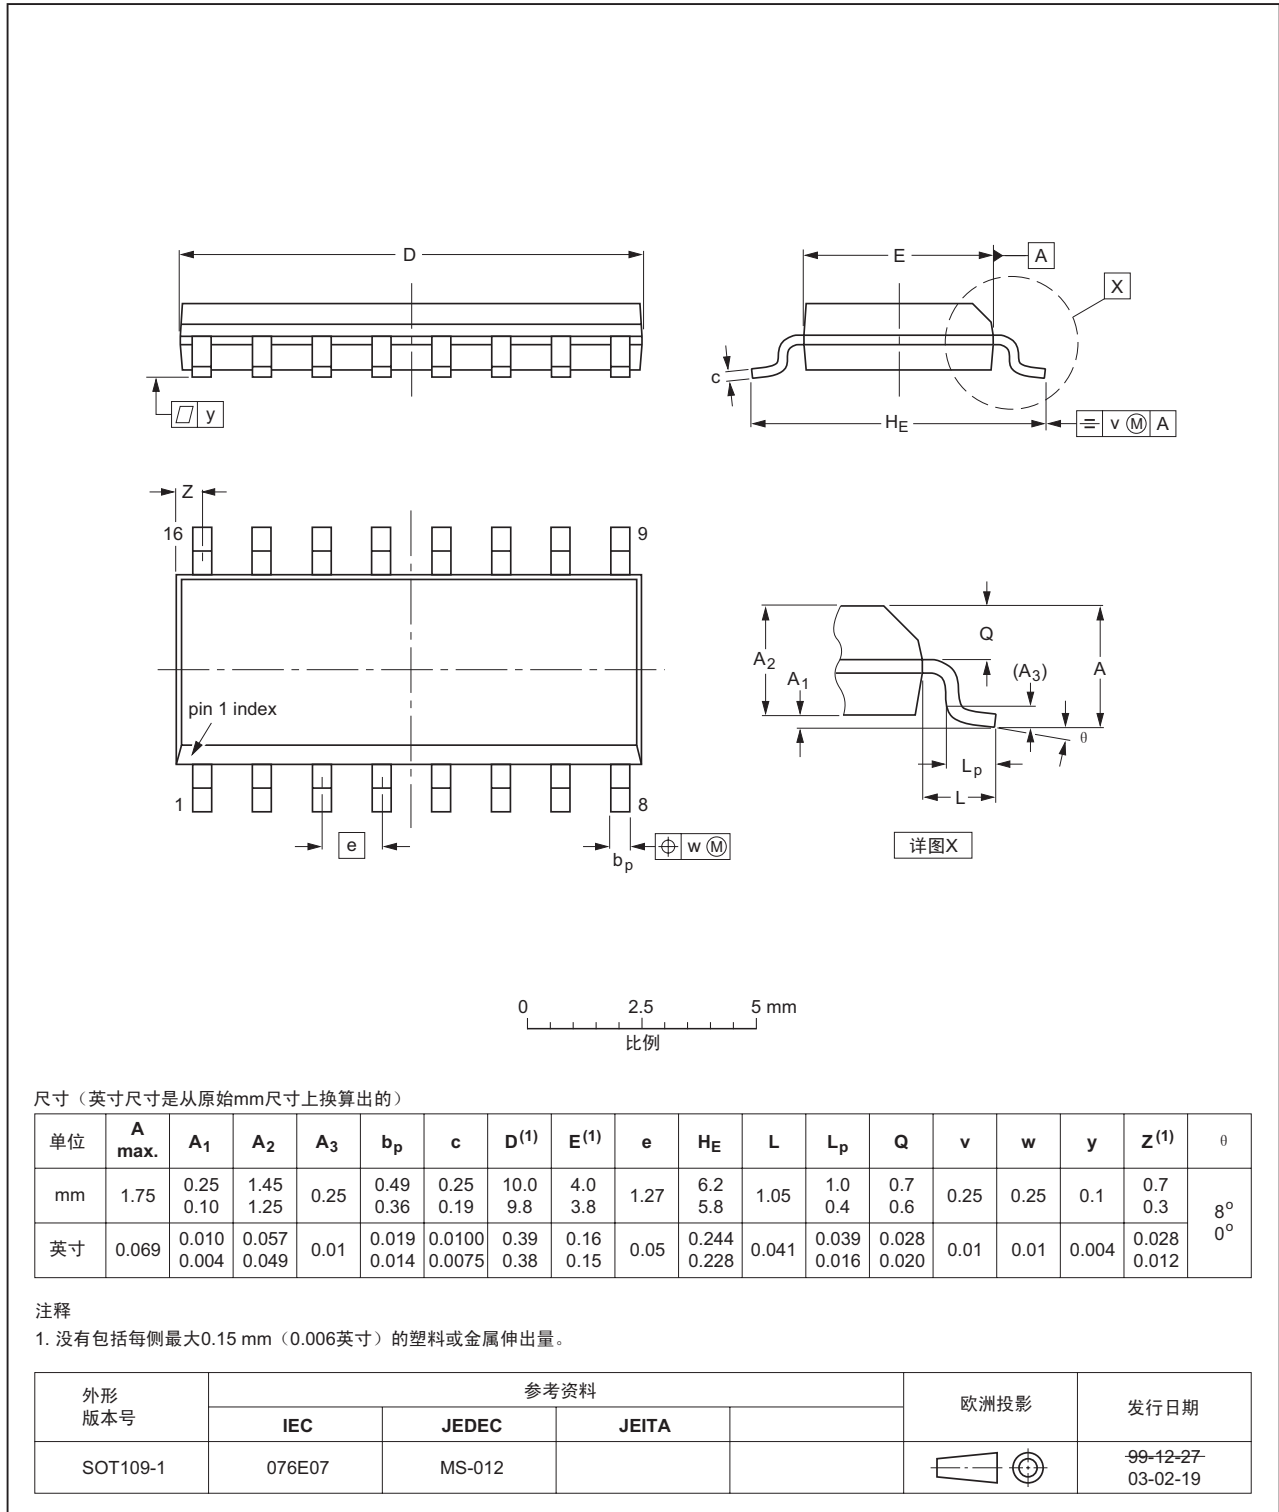 D
E
A
X
c
y
HE
v M A
Z
16
9
Q
A2
A1
(A3)
A
θ
pin 1 index
Lp
L
1
8
e
w M
bp
详图X
0 2.5 5 mm
比例
尺寸（英寸尺寸是从原始mm尺寸上换算出的）
单位 A max. A1 A2 A3 bp c D(1) E(1) e HE L Lp Q v w y Z(1) θ
mm 1.75 0.25 0.10 1.45 1.25 0.25 0.49 0.36 0.25 0.19 10.0 9.8 4.0 3.8 1.27 6.2 5.8 1.05 1.0 0.4 0.7 0.6 0.25 0.25 0.1 0.7 0.3 8o 0o
英寸 0.069 0.010 0.004 0.057 0.049 0.01 0.019 0.014 0.0100 0.0075 0.39 0.38 0.16 0.15 0.05 0.244 0.228 0.041 0.039 0.016 0.028 0.020 0.01 0.01 0.004 0.028 0.012
注释
1. 没有包括每侧最大0.15 mm（0.006英寸）的塑料或金属伸出量。
外形 版本号 参考资料 欧洲投影 发行日期
IEC JEDEC JEITA
SOT109-1 076E07 MS-012 99-12-27
03-02-19